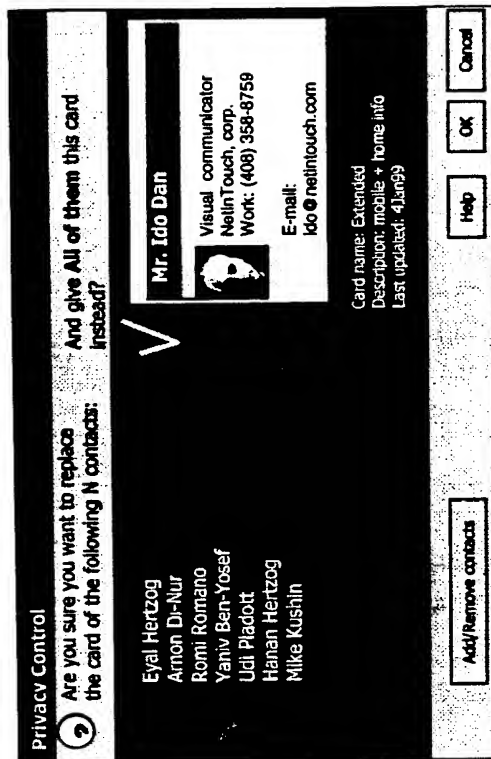 Privacy Control
? Are you sure you want to replace
the card of the following N contacts:
And give All of them this card
instead?
Eyal Hertzog
Arnon Di-Nur
Romi Romano
Yaniv Ben-Yosef
Udi Pladott
Hanan Hertzog
Mike Kushin
Mr. Ido Dan
Visual communicator
NetinTouch, corp.
Work: (408) 358-8759
E-mail:
Ido@netintouch.com
Card name: Extended
Description: mobile + home info
Last updated: 4Jan99
Add/Remove contacts
Help
OK
Cancel